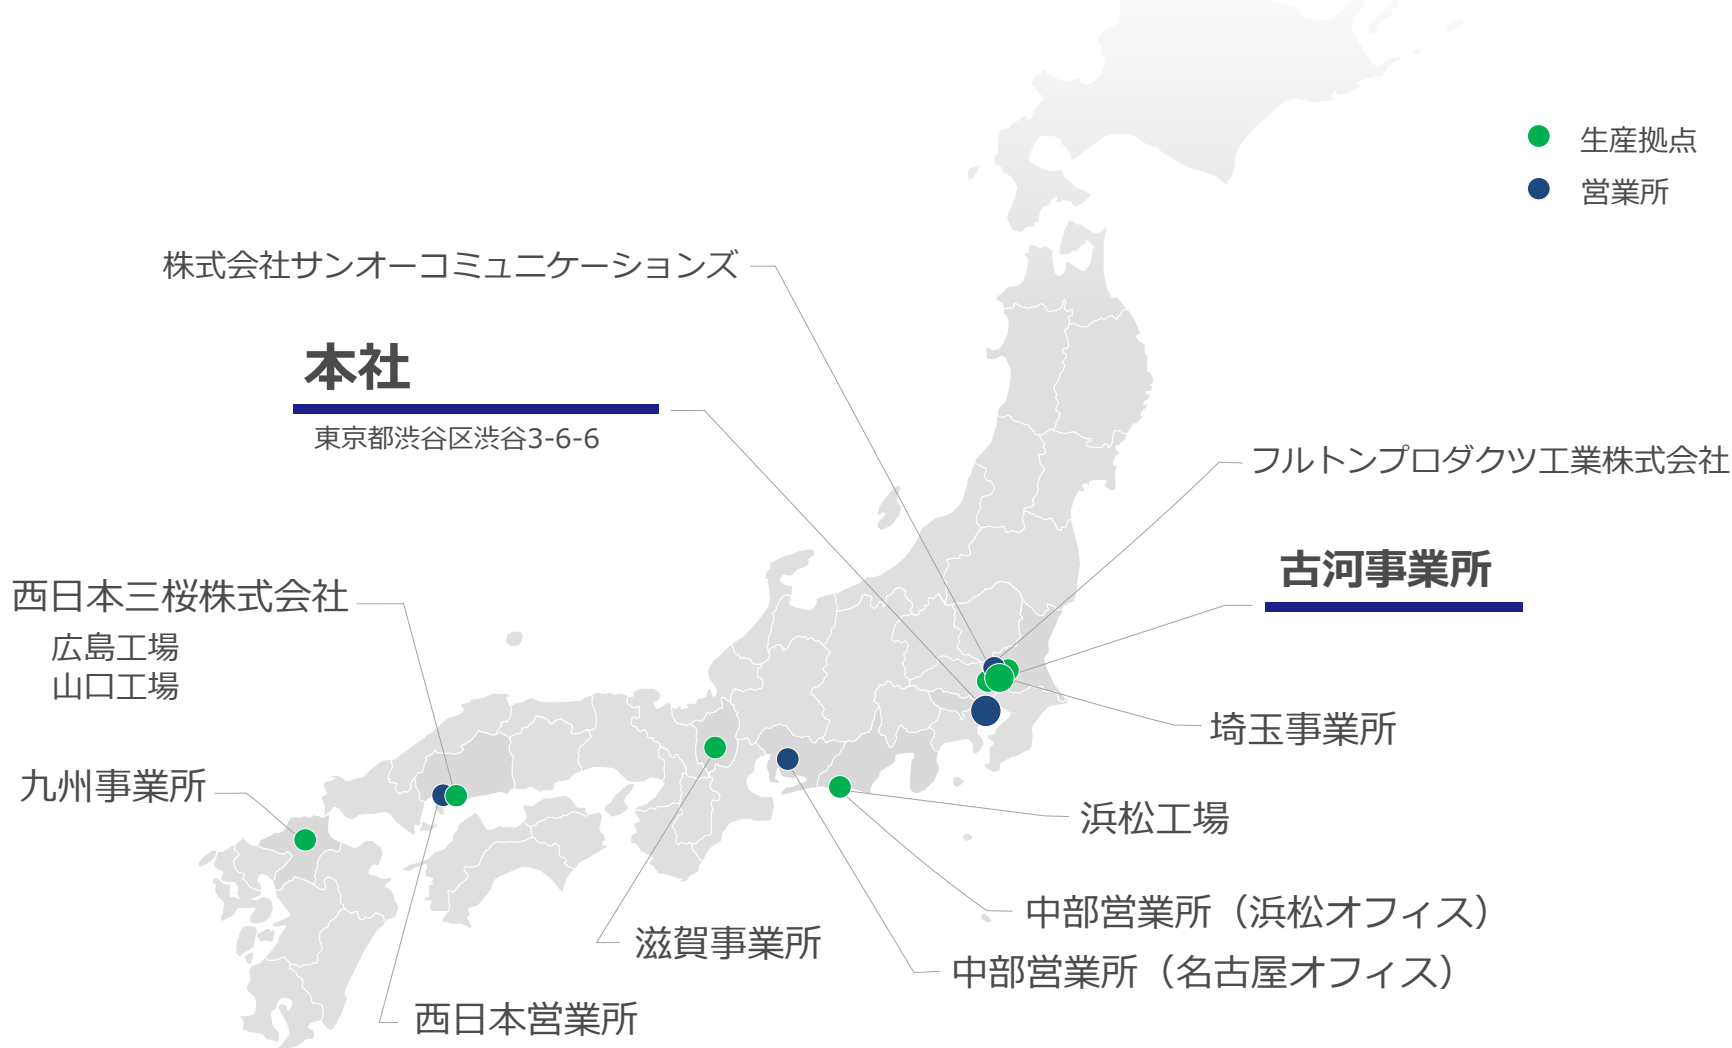 生産拠点
営業所
株式会社サンオーコミュニケーションズ
本社
東京都渋谷区渋谷3-6-6
フルトンプロダクツ工業株式会社
古河事業所
西日本三桜株式会社
広島工場
山口工場
埼玉事業所
九州事業所
浜松工場
中部営業所（浜松オフィス）
滋賀事業所
中部営業所（名古屋オフィス）
西日本営業所